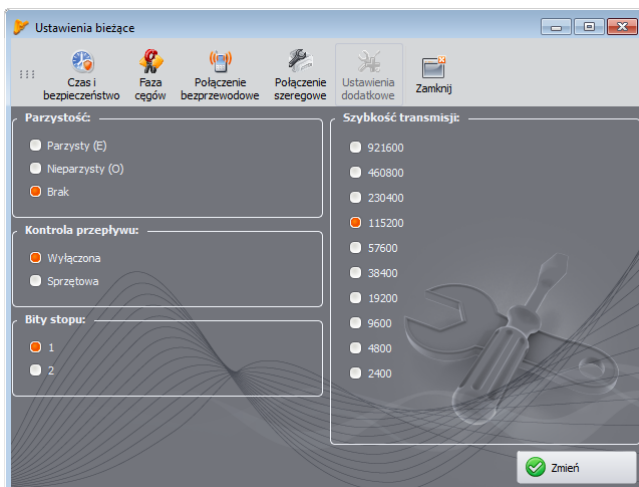 Ustawienia bieżące
Czas i
bezpieczeństwo
Faza
cęgów
Połączenie
bezprzewodowe
Połączenie
szeregowe
Ustawienia
dodatkowe
Zamknij
Parzystość:
Parzysty (E)
Nieparzysty (O)
Brak
Kontrola przepływu:
Wyłączona
Sprzętowa
Bity stopu:
1
2
Szybkość transmisji:
921600
460800
230400
115200
57600
38400
19200
9600
4800
2400
Zmień